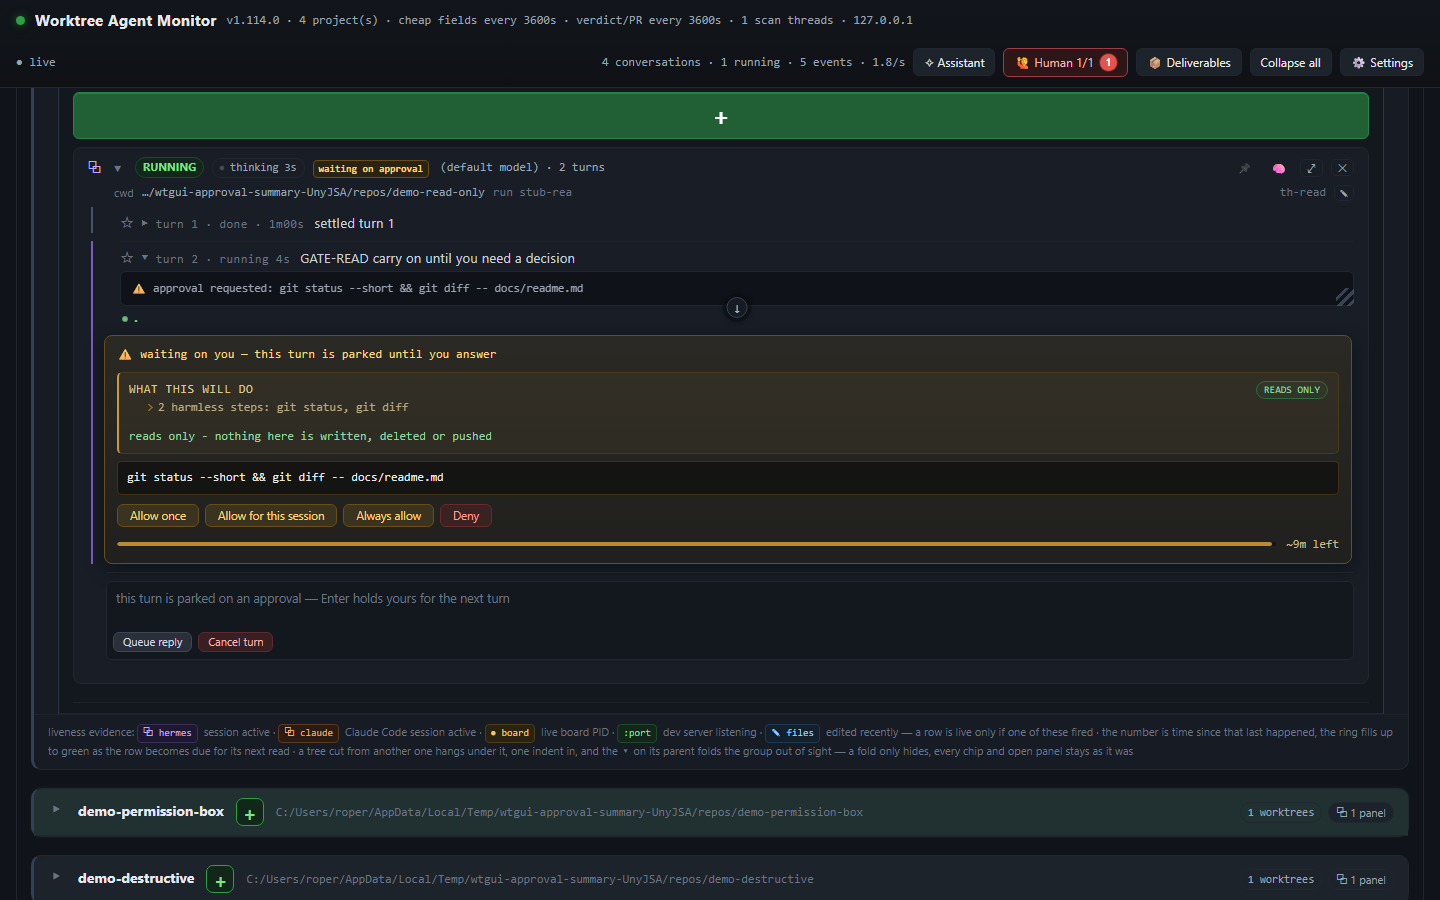 Worktree Agent Monitor v1.114.0 · 4 project(s) · cheap fields every 3600s · verdict/PR every 3600s · 1 scan threads · 127.0.0.1
● live
4 conversations · 1 running · 5 events · 1.8/s
✧ Assistant
Human 1/1 1
Deliverables
Collapse all
Settings
+
RUNNING
thinking 3s
waiting on approval
(default model) · 2 turns
cwd …/wtgui-approval-summary-UnyJSA/repos/demo-read-only run stub-rea
th-read
turn 1 · done · 1m00s settled turn 1
turn 2 · running 4s GATE-READ carry on until you need a decision
approval requested: git status --short && git diff -- docs/readme.md
↓
● .
waiting on you — this turn is parked until you answer
WHAT THIS WILL DO
READS ONLY
> 2 harmless steps: git status, git diff
reads only - nothing here is written, deleted or pushed
git status --short && git diff -- docs/readme.md
Allow once
Allow for this session
Always allow
Deny
~9m left
this turn is parked on an approval — Enter holds yours for the next turn
Queue reply
Cancel turn
liveness evidence: hermes session active · claude Claude Code session active · ● board live board PID · :port dev server listening · files edited recently — a row is live only if one of these fired · the number is time since that last happened, the ring fills up
to green as the row becomes due for its next read · a tree cut from another one hangs under it, one indent in, and the ▾ on its parent folds the group out of sight — a fold only hides, every chip and open panel stays as it was
demo-permission-box + C:/Users/roper/AppData/Local/Temp/wtgui-approval-summary-UnyJSA/repos/demo-permission-box
1 worktrees
1 panel
demo-destructive + C:/Users/roper/AppData/Local/Temp/wtgui-approval-summary-UnyJSA/repos/demo-destructive
1 worktrees
1 panel